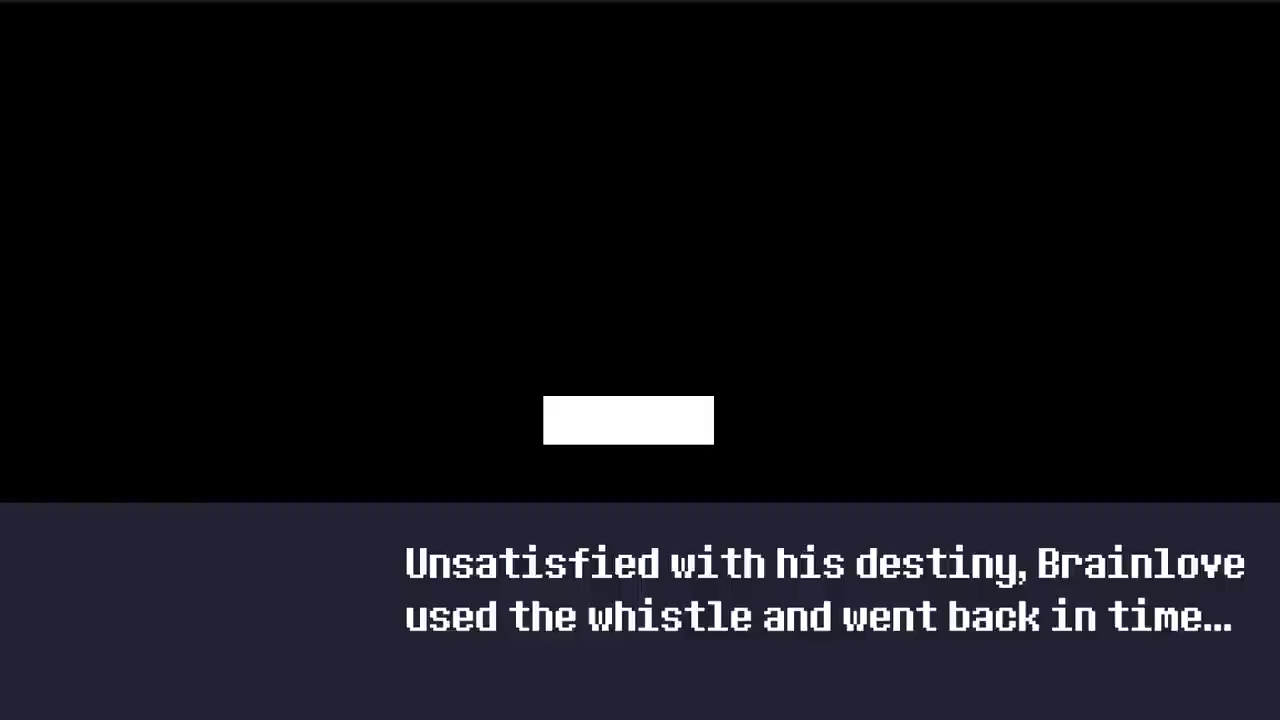 Unsatisfied with his destiny, Brainlove
used the whistle and went back in time...